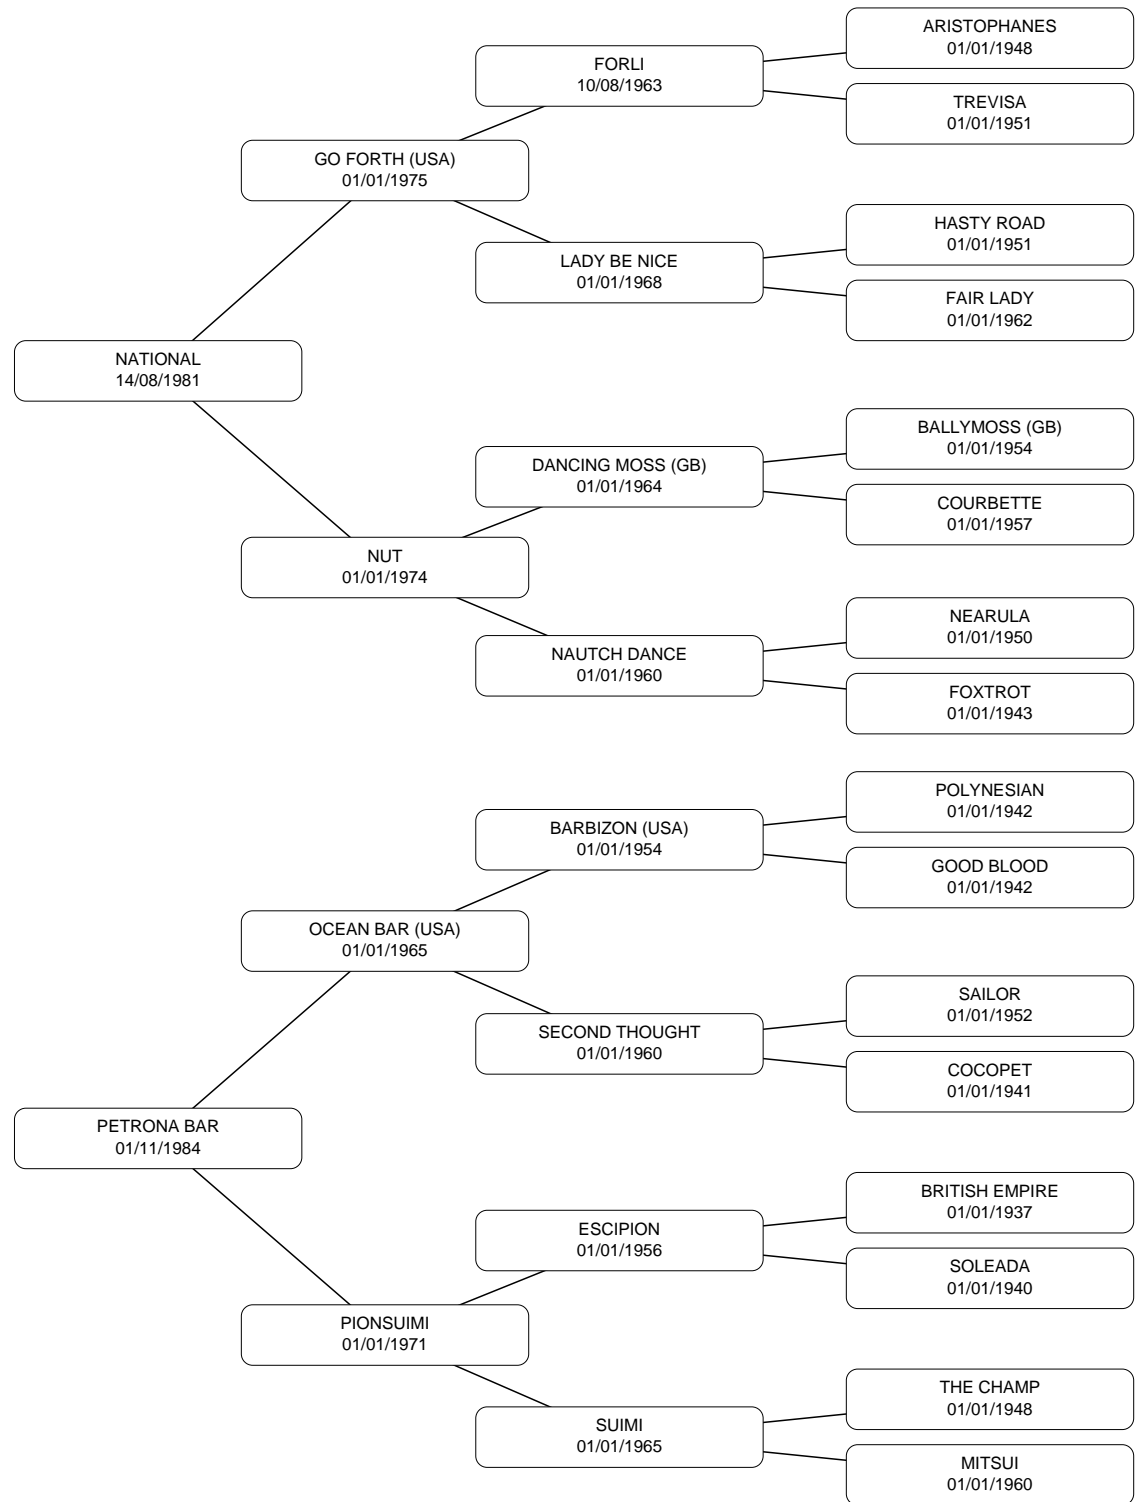 ARISTOPHANES
01/01/1948
FORLI
10/08/1963
TREVISA
01/01/1951
GO FORTH (USA)
01/01/1975
HASTY ROAD
01/01/1951
LADY BE NICE
01/01/1968
FAIR LADY
01/01/1962
NATIONAL
14/08/1981
BALLYMOSS (GB)
01/01/1954
DANCING MOSS (GB)
01/01/1964
COURBETTE
01/01/1957
NUT
01/01/1974
NEARULA
01/01/1950
NAUTCH DANCE
01/01/1960
FOXTROT
01/01/1943
POLYNESIAN
01/01/1942
BARBIZON (USA)
01/01/1954
GOOD BLOOD
01/01/1942
OCEAN BAR (USA)
01/01/1965
SAILOR
01/01/1952
SECOND THOUGHT
01/01/1960
COCOPET
01/01/1941
PETRONA BAR
01/11/1984
BRITISH EMPIRE
01/01/1937
ESCIPION
01/01/1956
SOLEADA
01/01/1940
PIONSUIMI
01/01/1971
THE CHAMP
01/01/1948
SUIMI
01/01/1965
MITSUI
01/01/1960